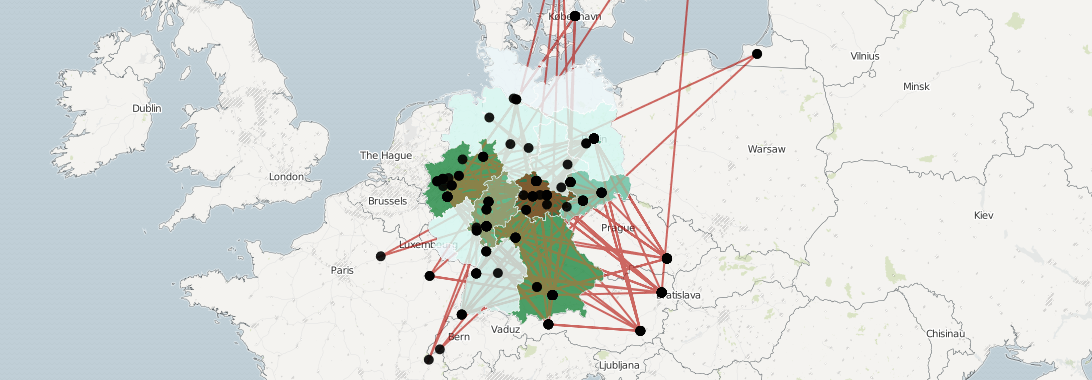 København
Vilnius
Minsk
Dublin
Warsaw
The Hague
London
Brussels
Kiev
Prague
Luxembourg
Paris
Bratislava
Vaduz
Bern
Chisinau
Ljubljana